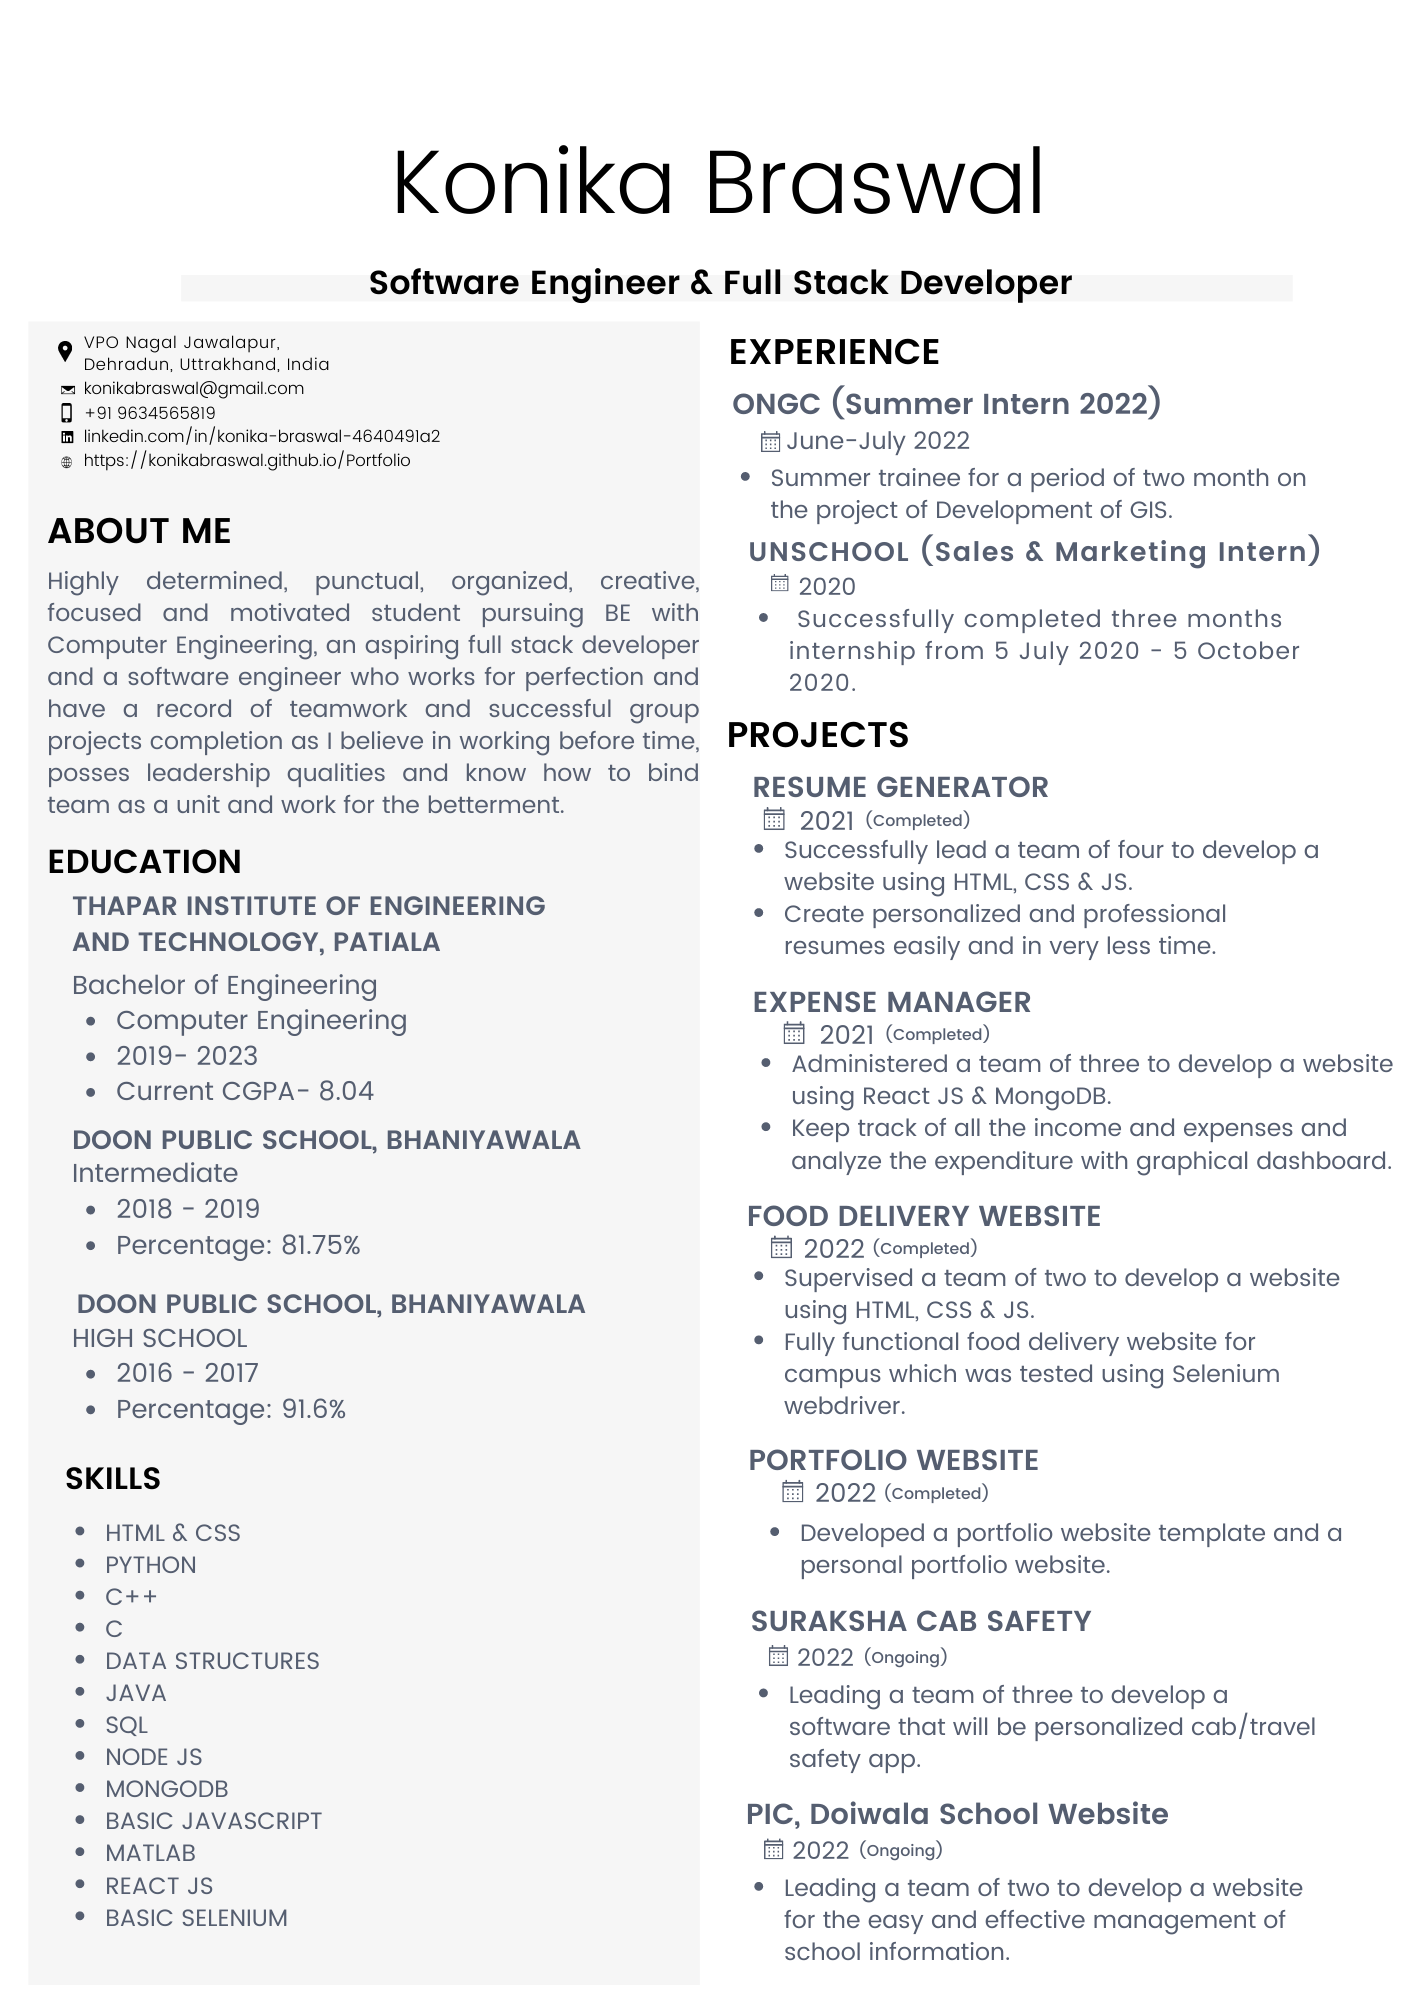 Konika Braswal
Software Engineer & Full Stack Developer
VPO Nagal Jawalapur,
Dehradun, Uttrakhand, India
konikabraswal@gmail.com
+91 9634565819
linkedin.com/in/konika-braswal-4640491a2
https://konikabraswal.github.io/Portfolio
ABOUT ME
Highly determined, punctual, organized, creative,
focused and motivated student pursuing BE with
Computer Engineering, an aspiring full stack developer
and a software engineer who works for perfection and
have a record of teamwork and successful group
projects completion as I believe in working before time,
posses leadership qualities and know how to bind
team as a unit and work for the betterment.
EDUCATION
THAPAR INSTITUTE OF ENGINEERING
AND TECHNOLOGY, PATIALA
Bachelor of Engineering
• Computer Engineering
• 2019- 2023
• Current CGPA- 8.04
DOON PUBLIC SCHOOL, BHANIYAWALA
Intermediate
• 2018 - 2019
• Percentage: 81.75%
DOON PUBLIC SCHOOL, BHANIYAWALA
HIGH SCHOOL
• 2016 - 2017
• Percentage: 91.6%
SKILLS
• HTML & CSS
• PYTHON
• C++
• C
• DATA STRUCTURES
• JAVA
• SQL
• NODE JS
• MONGODB
• BASIC JAVASCRIPT
• MATLAB
• REACT JS
• BASIC SELENIUM
EXPERIENCE
ONGC (Summer Intern 2022)
June-July 2022
• Summer trainee for a period of two month on
the project of Development of GIS.
UNSCHOOL (Sales & Marketing Intern)
2020
• Successfully completed three months
internship from 5 July 2020 - 5 October
2020.
PROJECTS
RESUME GENERATOR
2021 (Completed)
• Successfully lead a team of four to develop a
website using HTML, CSS & JS.
• Create personalized and professional
resumes easily and in very less time.
EXPENSE MANAGER
2021 (Completed)
• Administered a team of three to develop a website
using React JS & MongoDB.
• Keep track of all the income and expenses and
analyze the expenditure with graphical dashboard.
FOOD DELIVERY WEBSITE
2022 (Completed)
• Supervised a team of two to develop a website
using HTML, CSS & JS.
• Fully functional food delivery website for
campus which was tested using Selenium
webdriver.
PORTFOLIO WEBSITE
2022 (Completed)
• Developed a portfolio website template and a
personal portfolio website.
SURAKSHA CAB SAFETY
2022 (Ongoing)
• Leading a team of three to develop a
software that will be personalized cab/travel
safety app.
PIC, Doiwala School Website
2022 (Ongoing)
• Leading a team of two to develop a website
for the easy and effective management of
school information.